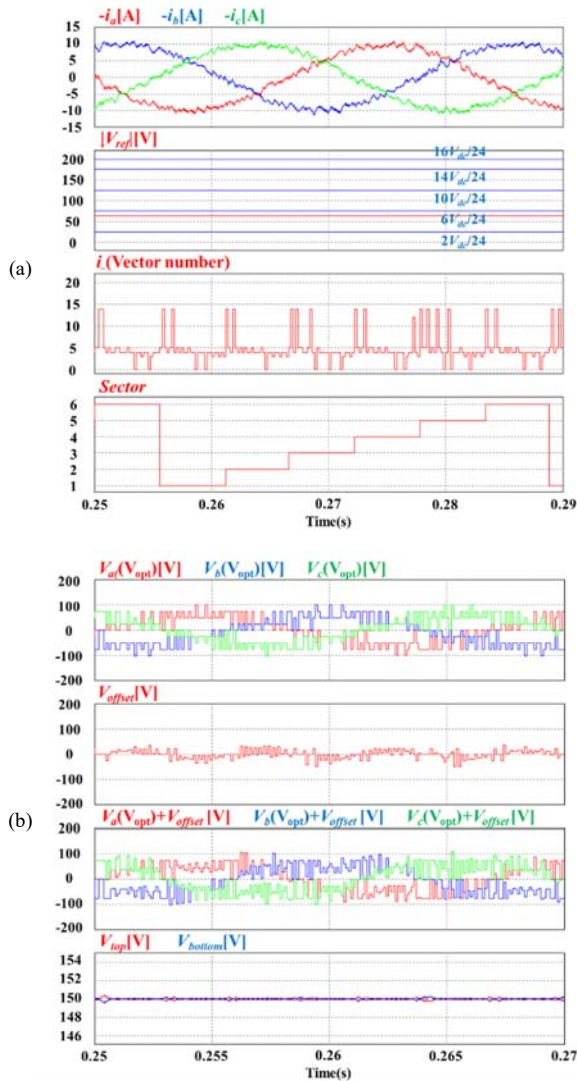 -ia[A] -ib[A] -ic[A]
15
10
5
0
-5
-10
-15
|Vref|[V]
200
150
100
50
0
16Vdc/24
14Vdc/24
10Vdc/24
6Vdc/24
2Vdc/24
(a)
i_(Vector number)
20
15
10
5
0
Sector
6
5
4
3
2
1
0.25 0.26 0.27 0.28 0.29
Time(s)
Va(Vopt)[V] Vb(Vopt)[V] Vc(Vopt)[V]
200
100
0
-100
-200
Voffset[V]
200
100
0
-100
-200
(b)
Va(Vopt)+Voffset [V] Vb(Vopt)+Voffset [V] Vc(Vopt)+Voffset [V]
200
100
0
-100
-200
Vtop[V] Vbottom[V]
154
152
150
148
146
0.25 0.255 0.26 0.265 0.27
Time(s)